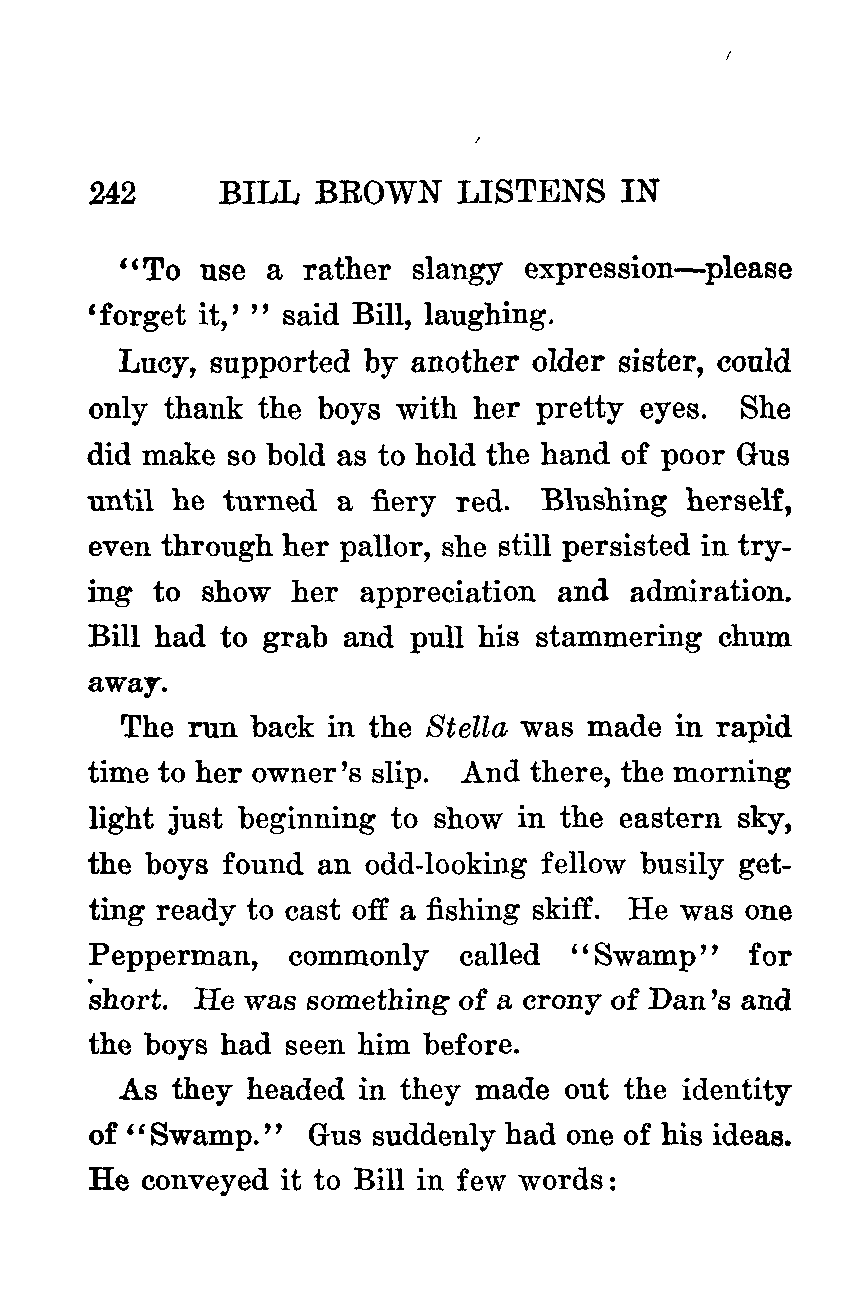 242 BILL BROWN LISTENS IN
“To use a rather slangy expression—please
‘forget it,’ ” said Bill, laughing.
Lucy, supported by another older sister, could
only thank the boys with her pretty eyes. She
did make so bold as to hold the hand of poor Gus
until he turned a fiery red. Blushing herself,
even through her pallor, she still persisted in try-
ing to show her appreciation and admiration.
Bill had to grab and pull his stammering chum
away.
The run back in the Stella was made in rapid
time to her owner’s slip. And there, the morning
light just beginning to show in the eastern sky,
the boys found an odd-looking fellow busily get-
ting ready to cast off a fishing skiff. He was one
Pepperman, commonly called “Swamp” for
short. He was something of a crony of Dan’s and
the boys had seen him before.
As they headed in they made out the identity
of “Swamp.” Gus suddenly had one of his ideas.
He conveyed it to Bill in few words: